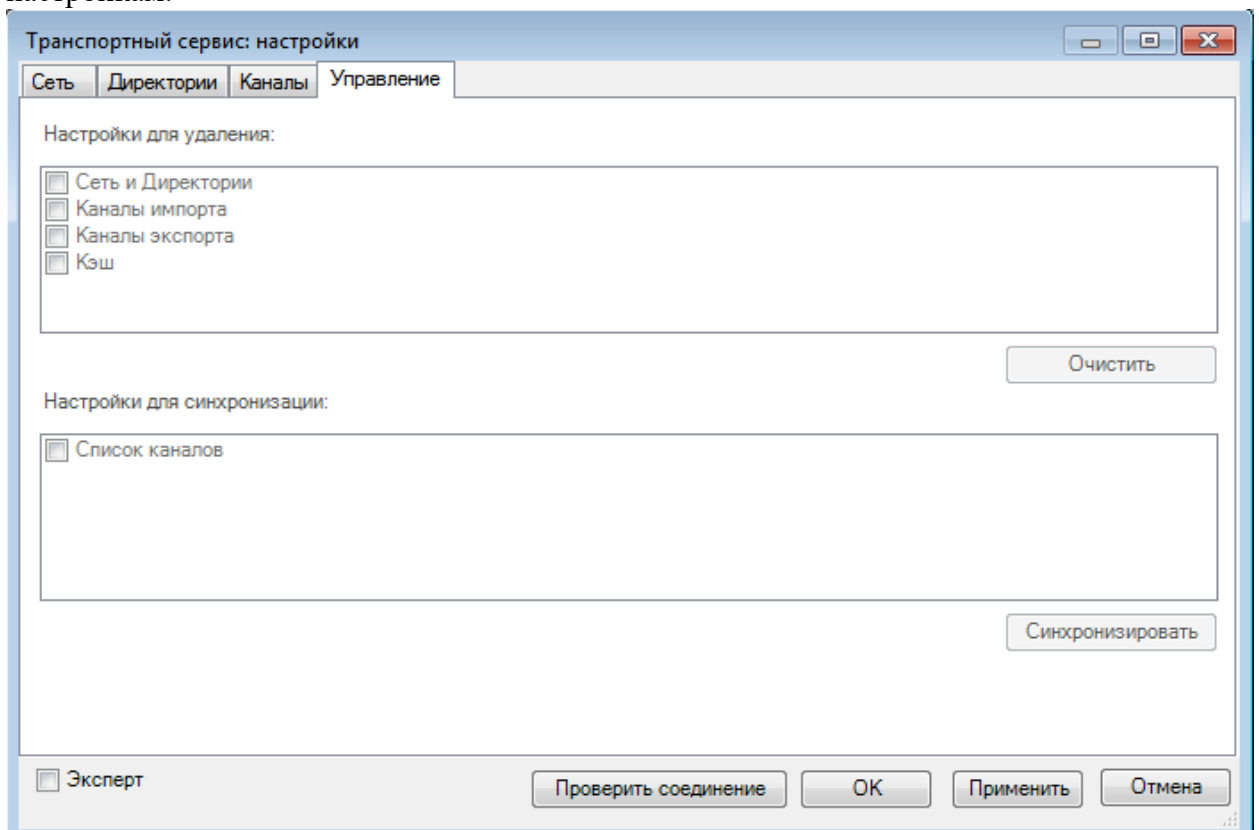 настройкам.
Транспортный сервис: настройки
Сеть Директории Каналы Управление
Настройки для удаления:
Сеть и Директории
Каналы импорта
Каналы экспорта
Кэш
Очистить
Настройки для синхронизации:
Список каналов
Синхронизировать
Эксперт Проверить соединение OK Применить Отмена